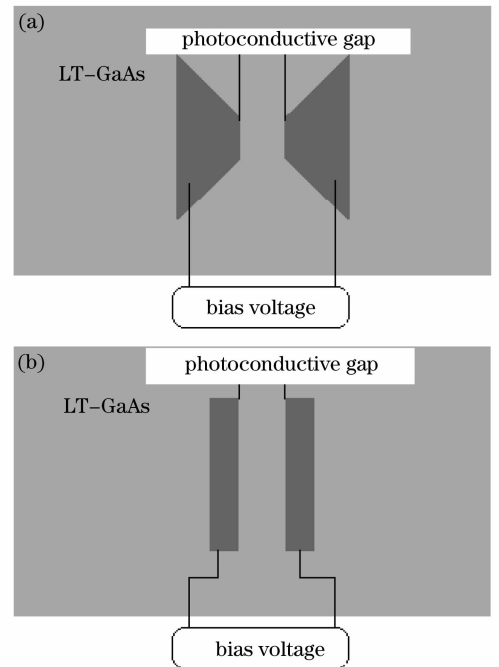 (a)
photoconductive gap
LT-GaAs
bias voltage
(b)
photoconductive gap
LT-GaAs
bias voltage